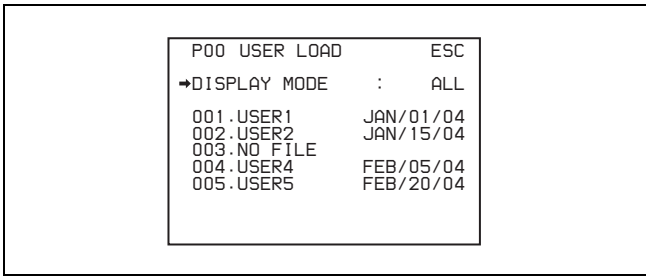 P00 USER LOAD ESC
➡DISPLAY MODE : ALL
001.USER1 JAN/01/04
002.USER2 JAN/15/04
003.NO FILE
004.USER4 FEB/05/04
005.USER5 FEB/20/04